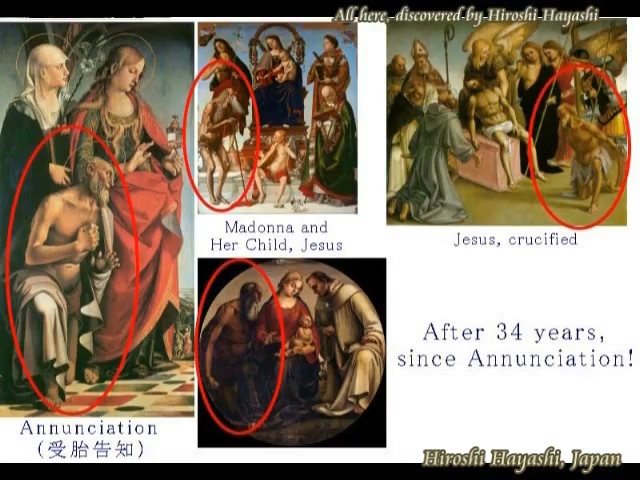 All here, discovered by Hiroshi Hayashi
Madonna and
Her Child, Jesus
Jesus, crucified
After 34 years,
since Annunciation!
Annunciation
(受胎告知)
Hiroshi Hayashi, Japan